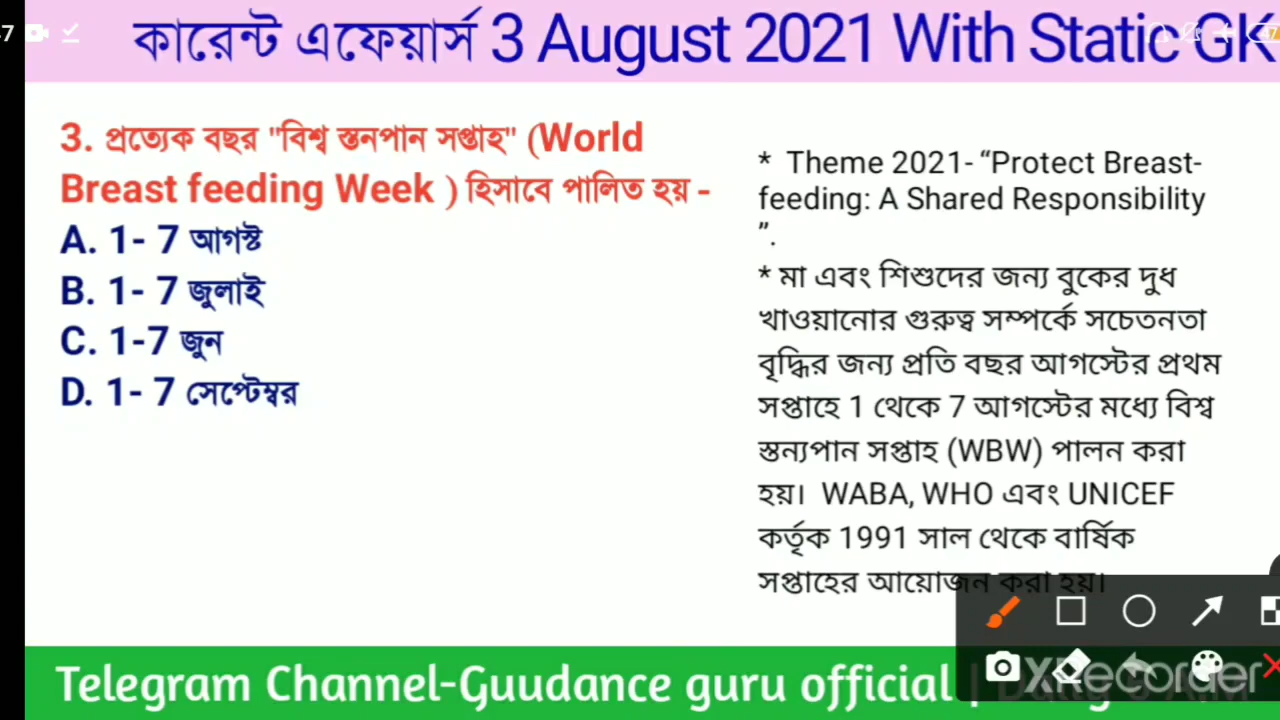 কারেন্ট এফেয়ার্স 3 August 2021 With Static GK
3. প্রত্যেক বছর "বিশ্ব স্তনপান সপ্তাহ" (World
Breast feeding Week ) হিসাবে পালিত হয় -
A. 1- 7 আগস্ট
B. 1- 7 জুলাই
C. 1-7 জুন
D. 1- 7 সেপ্টেম্বর
* Theme 2021- “Protect Breast-
feeding: A Shared Responsibility
”.
* মা এবং শিশুদের জন্য বুকের দুধ
খাওয়ানোর গুরুত্ব সম্পর্কে সচেতনতা
বৃদ্ধির জন্য প্রতি বছর আগস্টের প্রথম
সপ্তাহে 1 থেকে 7 আগস্টের মধ্যে বিশ্ব
স্তন্যপান সপ্তাহ (WBW) পালন করা
হয়। WABA, WHO এবং UNICEF
কর্তৃক 1991 সাল থেকে বার্ষিক
সপ্তাহের আয়োজন করা হয়।
Telegram Channel-Guudance guru official |
XRecorder